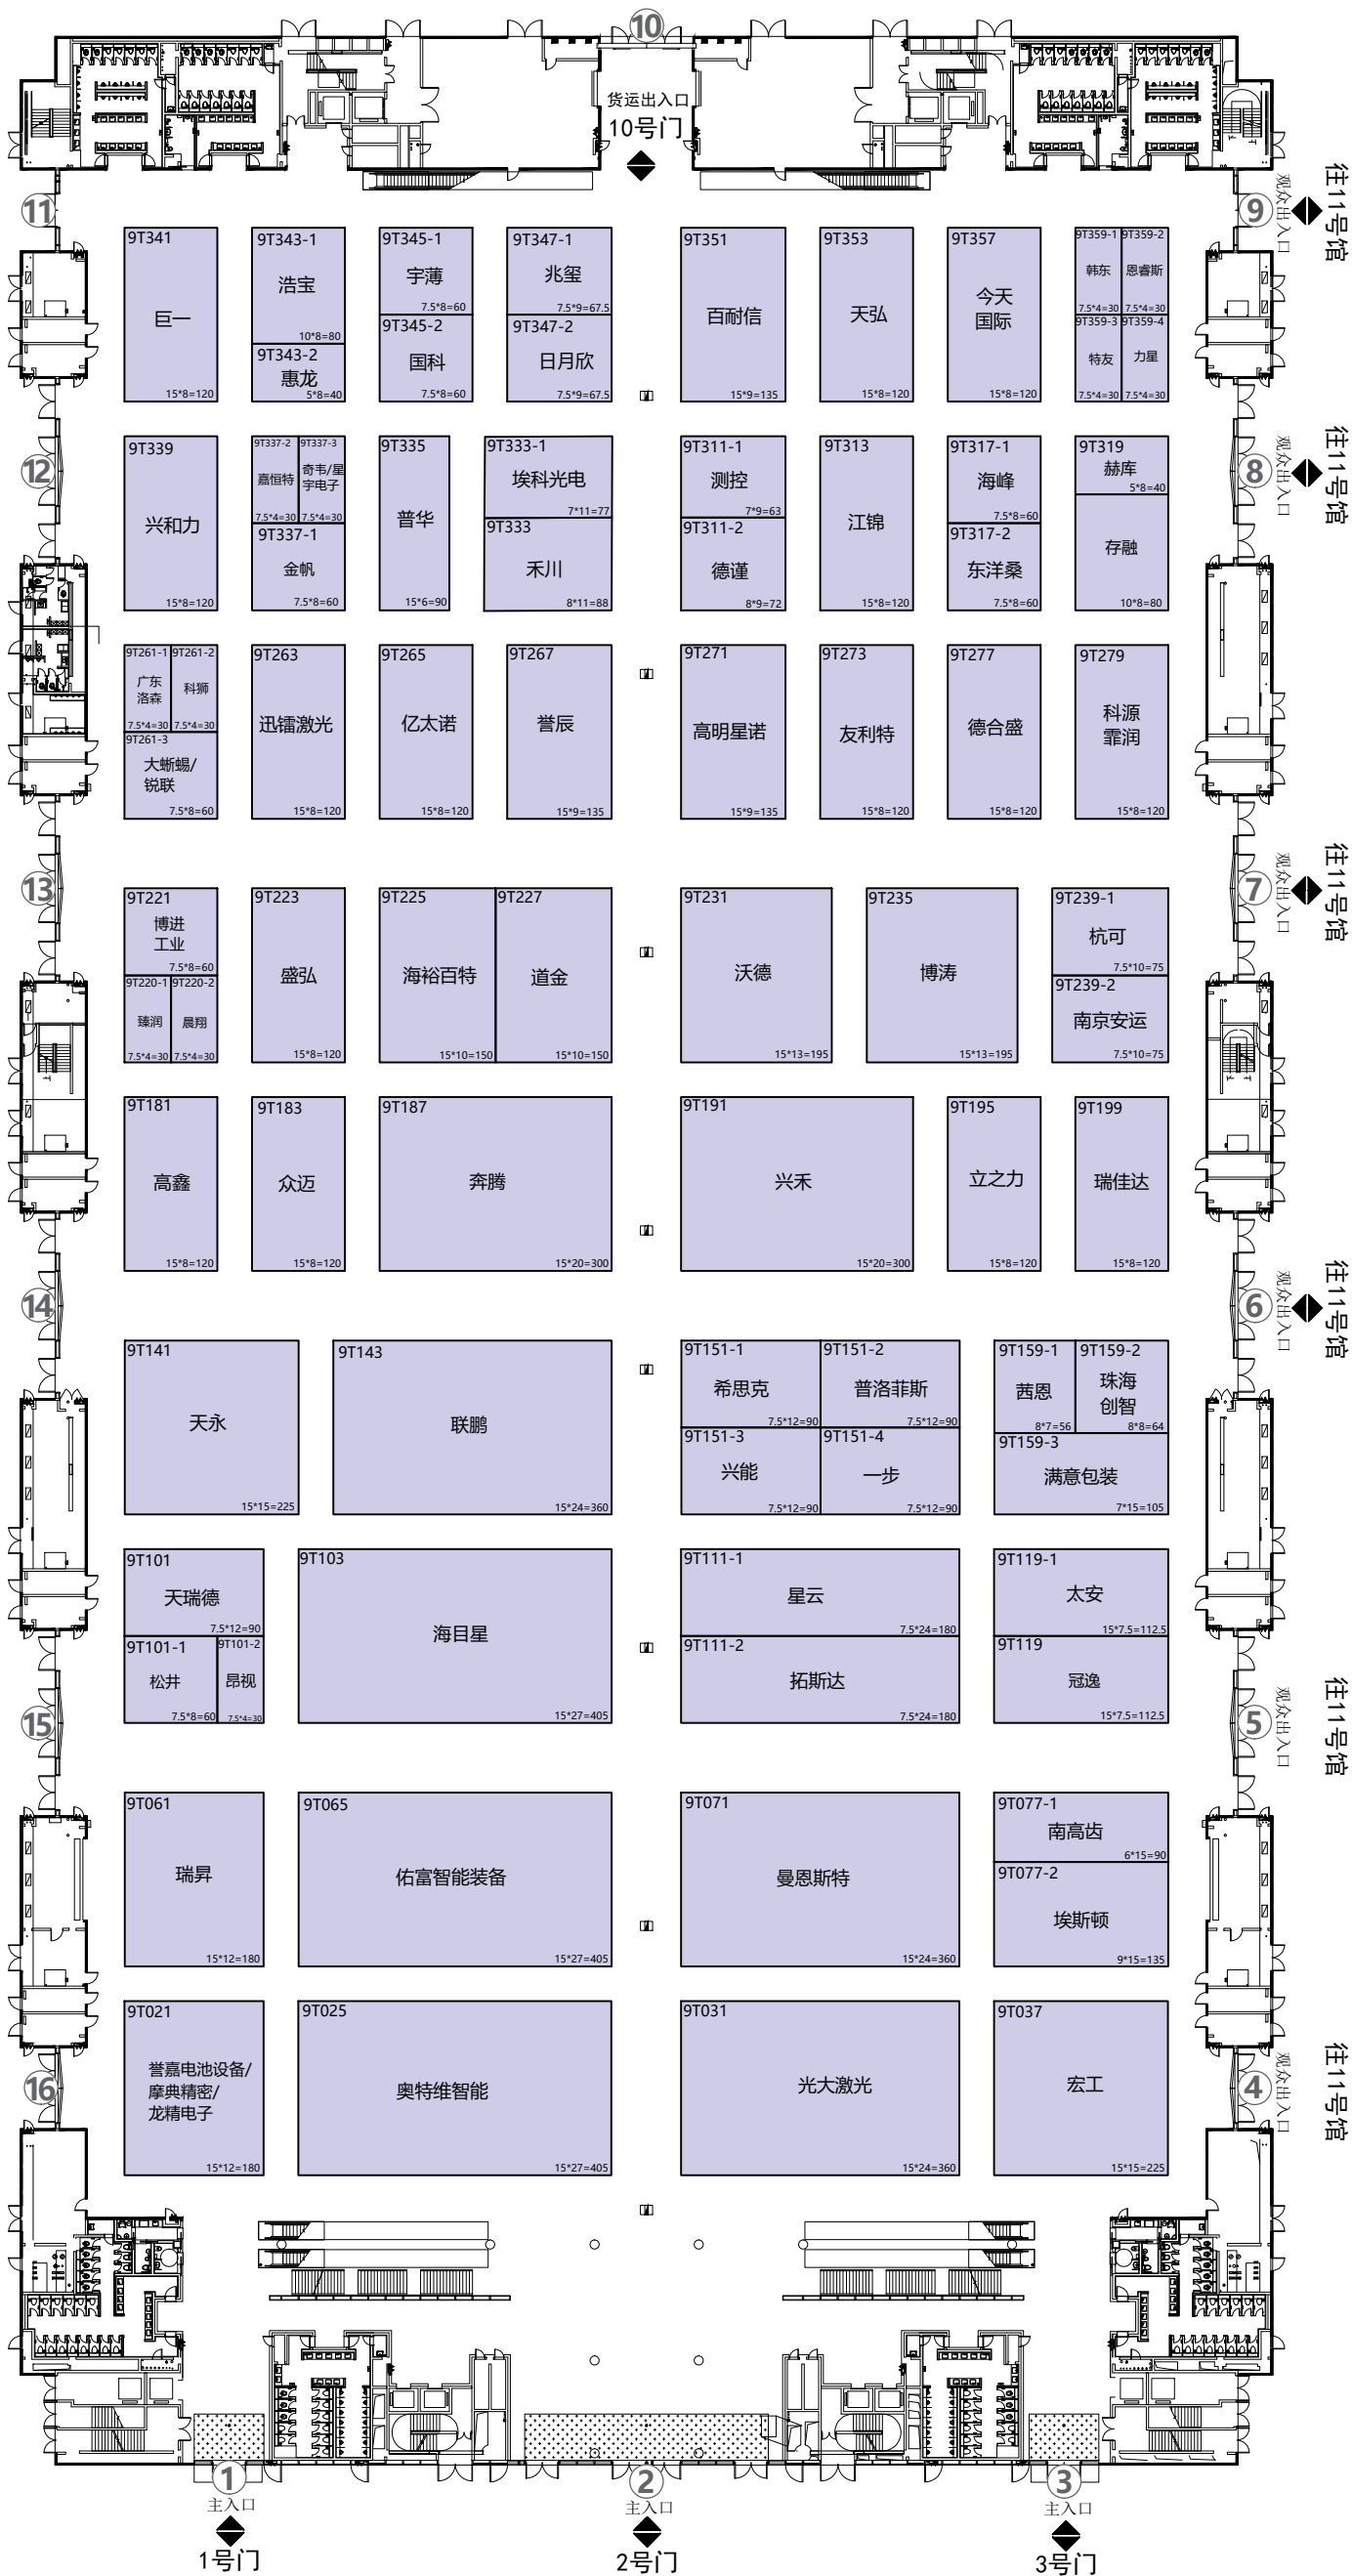 10
货运出入口
10号门
11
9
观众出入口
往11号馆
9T341
巨一
15*8=120
9T343-1
浩宝
10*8=80
9T343-2
惠龙
5*8=40
9T345-1
宇薄
7.5*8=60
9T345-2
国科
7.5*8=60
9T347-1
兆玺
7.5*9=67.5
9T347-2
日月欣
7.5*9=67.5
9T351
百耐信
15*9=135
9T353
天弘
15*8=120
9T357
今天
国际
15*8=120
9T359-1
韩东
7.5*4=30
9T359-2
恩睿斯
7.5*4=30
9T359-3
特友
7.5*4=30
9T359-4
力星
7.5*4=30
12
8
观众出入口
往11号馆
9T339
兴和力
15*8=120
9T337-2
嘉恒特
7.5*4=30
9T337-3
奇韦/星
宇电子
7.5*4=30
9T337-1
金帆
7.5*8=60
9T335
普华
15*6=90
9T333-1
埃科光电
7*11=77
9T333
禾川
8*11=88
9T311-1
测控
7*9=63
9T311-2
德谨
8*9=72
9T313
江锦
15*8=120
9T317-1
海峰
7.5*8=60
9T317-2
东洋桑
7.5*8=60
9T319
赫库
5*8=40
存融
10*8=80
9T261-1
广东
洛森
7.5*4=30
9T261-2
科狮
7.5*4=30
9T261-3
大蜥蜴/
锐联
7.5*8=60
9T263
迅镭激光
15*8=120
9T265
亿太诺
15*8=120
9T267
誉辰
15*9=135
9T271
高明星诺
15*9=135
9T273
友利特
15*8=120
9T277
德合盛
15*8=120
9T279
科源
霏润
15*8=120
13
7
观众出入口
往11号馆
9T221
博进
工业
7.5*8=60
9T220-1
臻润
7.5*4=30
9T220-2
晨翔
7.5*4=30
9T223
盛弘
15*8=120
9T225
海裕百特
15*10=150
9T227
道金
15*10=150
9T231
沃德
15*13=195
9T235
博涛
15*13=195
9T239-1
杭可
7.5*10=75
9T239-2
南京安运
7.5*10=75
9T181
高鑫
15*8=120
9T183
众迈
15*8=120
9T187
奔腾
15*20=300
9T191
兴禾
15*20=300
9T195
立之力
15*8=120
9T199
瑞佳达
15*8=120
14
6
观众出入口
往11号馆
9T141
天永
15*15=225
9T143
联鹏
15*24=360
9T151-1
希思克
7.5*12=90
9T151-2
普洛菲斯
7.5*12=90
9T151-3
兴能
7.5*12=90
9T151-4
一步
7.5*12=90
9T159-1
茜恩
8*7=56
9T159-2
珠海
创智
8*8=64
9T159-3
满意包装
7*15=105
9T101
天瑞德
7.5*12=90
9T101-1
松井
7.5*8=60
9T101-2
昂视
7.5*4=30
9T103
海目星
15*27=405
9T111-1
星云
7.5*24=180
9T111-2
拓斯达
7.5*24=180
9T119-1
太安
15*7.5=112.5
9T119
冠逸
15*7.5=112.5
15
5
观众出入口
往11号馆
9T061
瑞昇
15*12=180
9T065
佑富智能装备
15*27=405
9T071
曼恩斯特
15*24=360
9T077-1
南高齿
6*15=90
9T077-2
埃斯顿
9*15=135
9T021
誉嘉电池设备/
摩典精密/
龙精电子
15*12=180
9T025
奥特维智能
15*27=405
9T031
光大激光
15*24=360
9T037
宏工
15*15=225
16
4
观众出入口
往11号馆
1
主入口
1号门
2
主入口
2号门
3
主入口
3号门